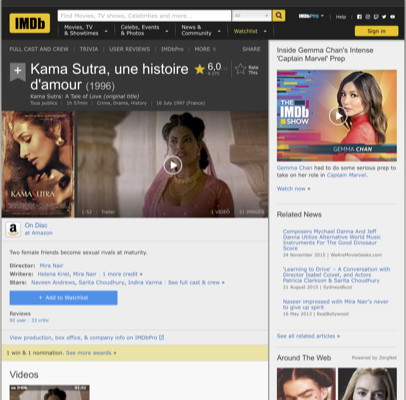 IMDb
Find Movies, TV shows, Celebrities and more...
All
IMDbPro
Help
Movies, TV
& Showtimes
Celebs, Events
& Photos
News &
Community
Watchlist
Sign in
FULL CAST AND CREW | TRIVIA | USER REVIEWS | IMDbPro | MORE
SHARE
Kama Sutra, une histoire
d'amour (1996)
Kama Sutra: A Tale of Love (original title)
Tous publics | 1h 57min | Crime, Drama, History | 16 July 1997 (France)
6,0
Rate
This
KAMA SUTRA
1:52 Trailer
1 VIDEO
21 IMAGES
On Disc
at Amazon
Two female friends become sexual rivals at maturity.
Director: Mira Nair
Writers: Helena Kriel, Mira Nair | 1 more credit »
Stars: Naveen Andrews, Sarita Choudhury, Indira Varma | See full cast & crew »
+ Add to Watchlist
Reviews
92 user | 33 critic
View production, box office, & company info on IMDbPro
1 win & 1 nomination. See more awards »
Videos
Inside Gemma Chan's Intense
'Captain Marvel' Prep
THE
IMDb
SHOW
GEMMA CHAN
Gemma Chan had to do some serious prep to
take on her role in Captain Marvel.
Watch now »
Related News
Composers Mychael Danna And Jeff
Danna Utilize Alternative World Music
Instruments For The Good Dinosaur
Score
24 November 2015 | WeAreMovieGeeks.com
'Learning to Drive' – A Conversation with
Director Isabel Coixet, and Actors
Patricia Clarkson & Sarita Choudhury
21 August 2015 | SydneysBuzz
Naseer impressed with Mira Nair's never
to give up spirit
16 May 2013 | RealBollywood
See all related articles »
Around The Web
Powered by ZergNet